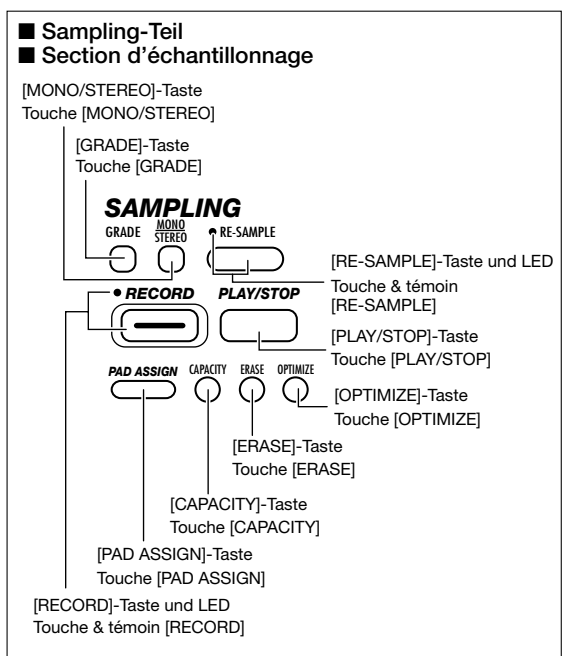 ■ Sampling-Teil
■ Section d'échantillonnage
[MONO/STEREO]-Taste
Touche [MONO/STEREO]
[GRADE]-Taste
Touche [GRADE]
SAMPLING
GRADE
MONO
STEREO
RE-SAMPLE
[RE-SAMPLE]-Taste und LED
Touche & témoin
[RE-SAMPLE]
RECORD
PLAY/STOP
[PLAY/STOP]-Taste
Touche [PLAY/STOP]
PAD ASSIGN
CAPACITY
ERASE
OPTIMIZE
[OPTIMIZE]-Taste
Touche [OPTIMIZE]
[ERASE]-Taste
Touche [ERASE]
[CAPACITY]-Taste
Touche [CAPACITY]
[PAD ASSIGN]-Taste
Touche [PAD ASSIGN]
[RECORD]-Taste und LED
Touche & témoin [RECORD]